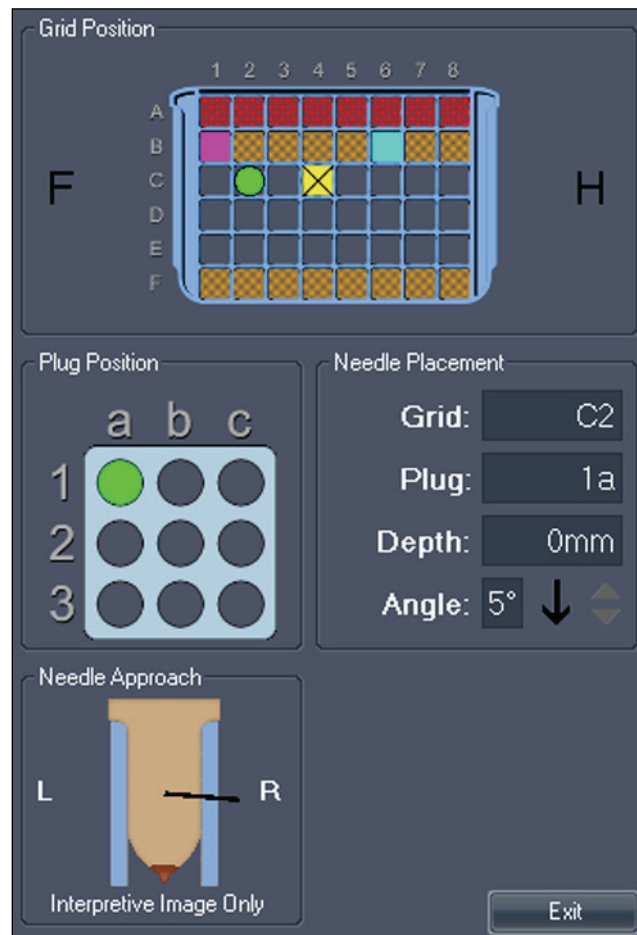 Grid Position
1 2 3 4 5 6 7 8
A
B
C
F H
D
E
F
Plug Position
a b c
1
2
3
Needle Placement
Grid: C2
Plug: 1a
Depth: 0mm
Angle: 5°
Needle Approach
L R
Interpretive Image Only
Exit